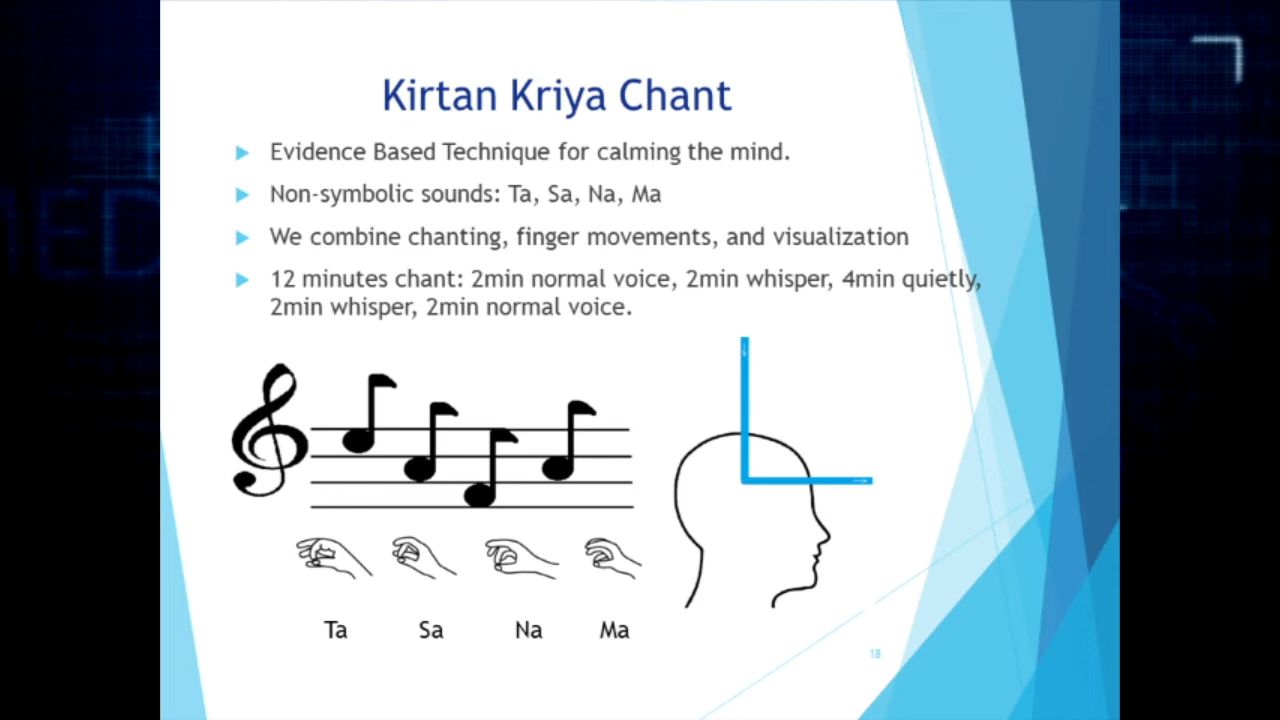 Kirtan Kriya Chant
Evidence Based Technique for calming the mind.
Non-symbolic sounds: Ta, Sa, Na, Ma
We combine chanting, finger movements, and visualization
12 minutes chant: 2min normal voice, 2min whisper, 4min quietly,
2min whisper, 2min normal voice.
Ta Sa Na Ma
18